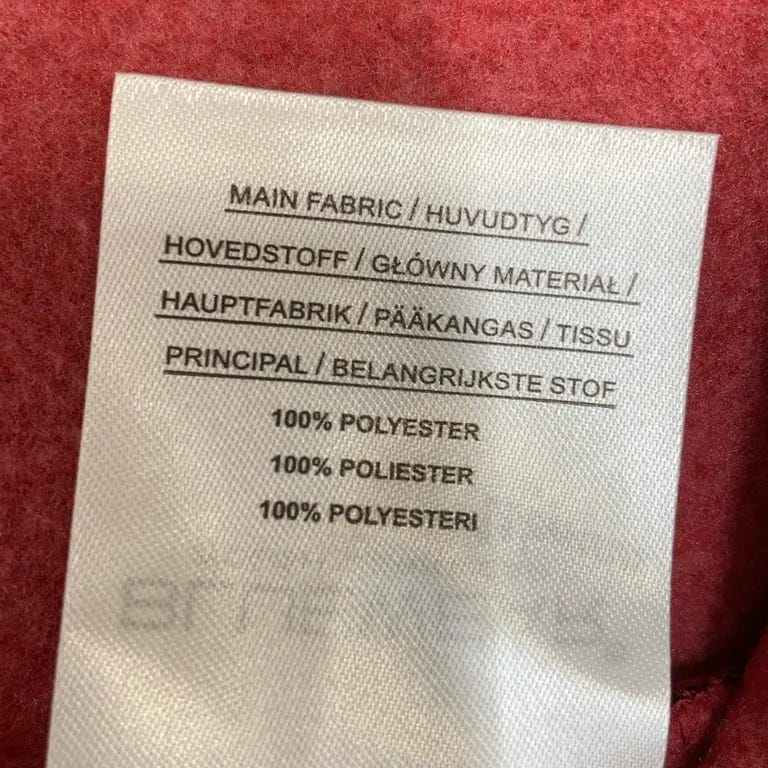 MAIN FABRIC / HUVUDTYG /
HOVEDSTOFF / GŁÓWNY MATERIAŁ /
HAUPTFABRIK / PÄÄKANGAS / TISSU
PRINCIPAL / BELANGRIJKSTE STOF
100% POLYESTER
100% POLIESTER
100% POLYESTERI